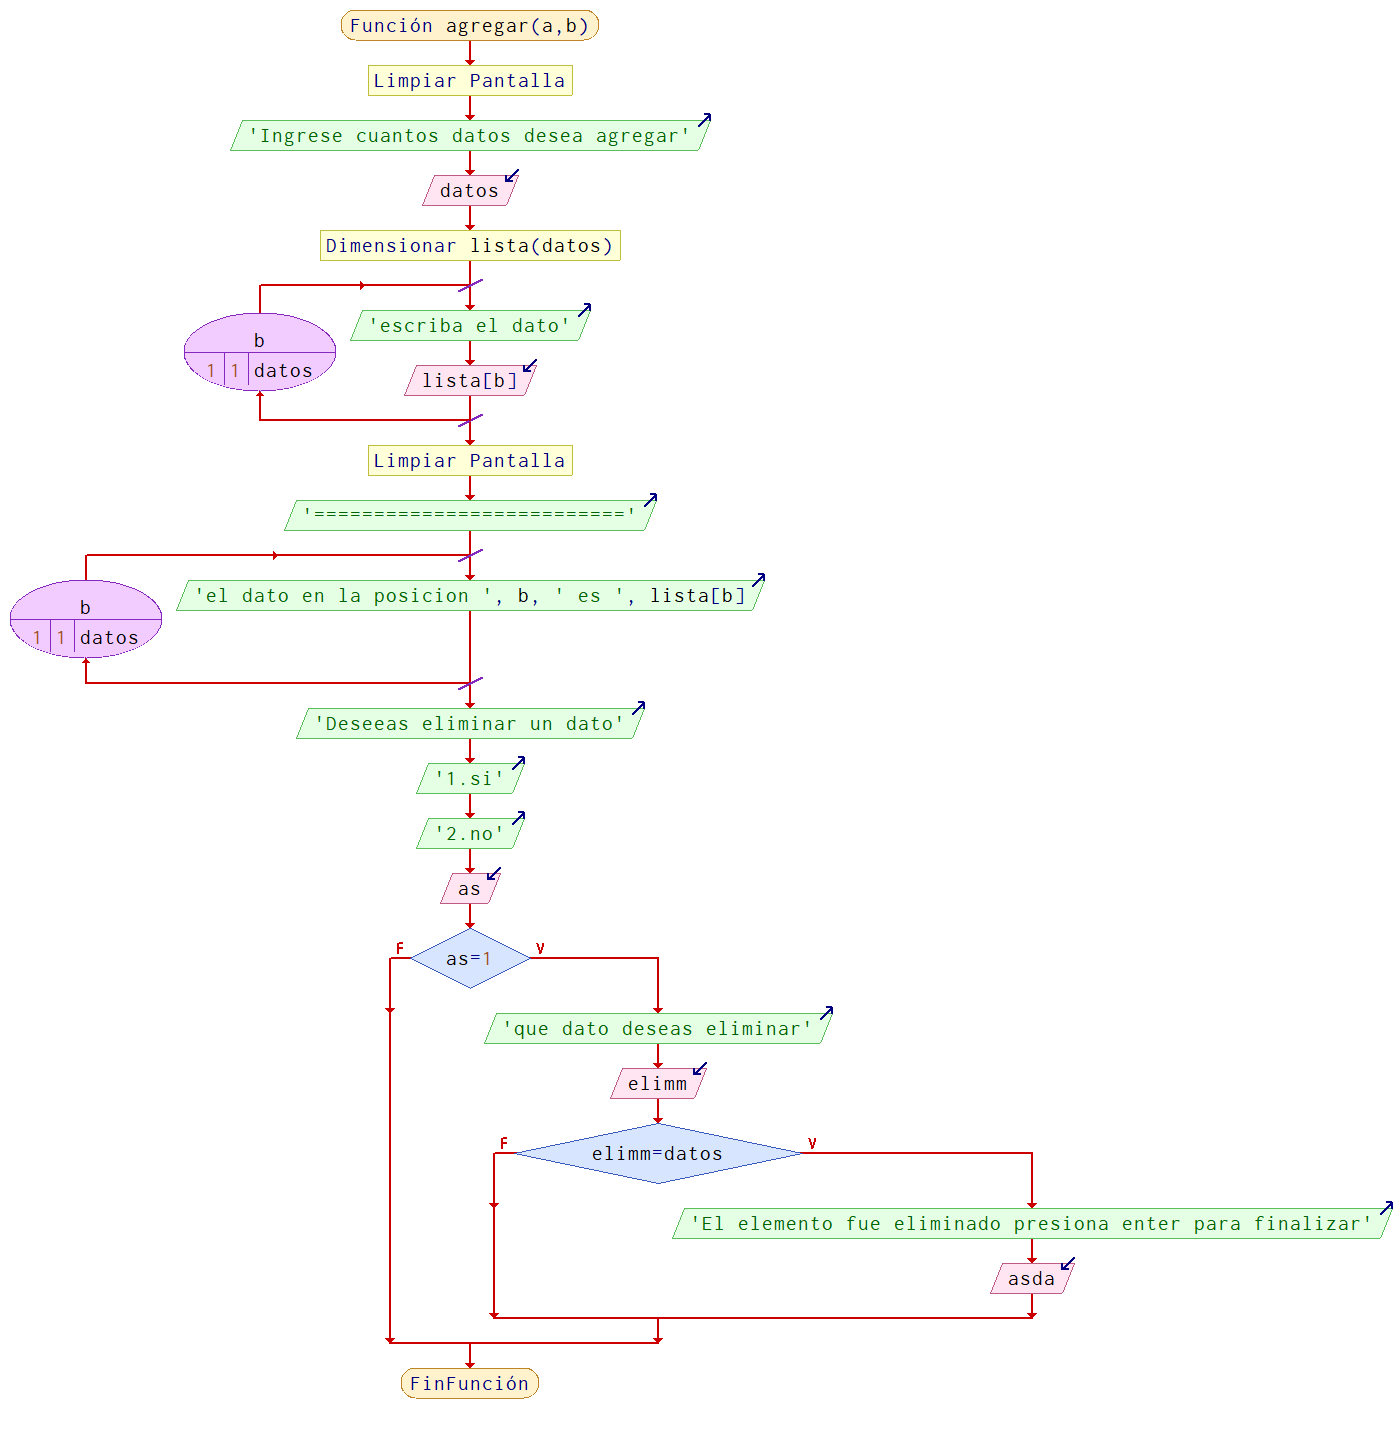 Función agregar(a,b)
Limpiar Pantalla
'Ingrese cuantos datos desea agregar'
datos
Dimensionar lista(datos)
'escriba el dato'
b
1 1 datos
lista[b]
Limpiar Pantalla
'=========================='
'el dato en la posicion ', b, ' es ', lista[b]
b
1 1 datos
'Deseeas eliminar un dato'
'1.si'
'2.no'
as
F V
as=1
'que dato deseas eliminar'
elimm
F V
elimm=datos
'El elemento fue eliminado presiona enter para finalizar'
asda
FinFunción